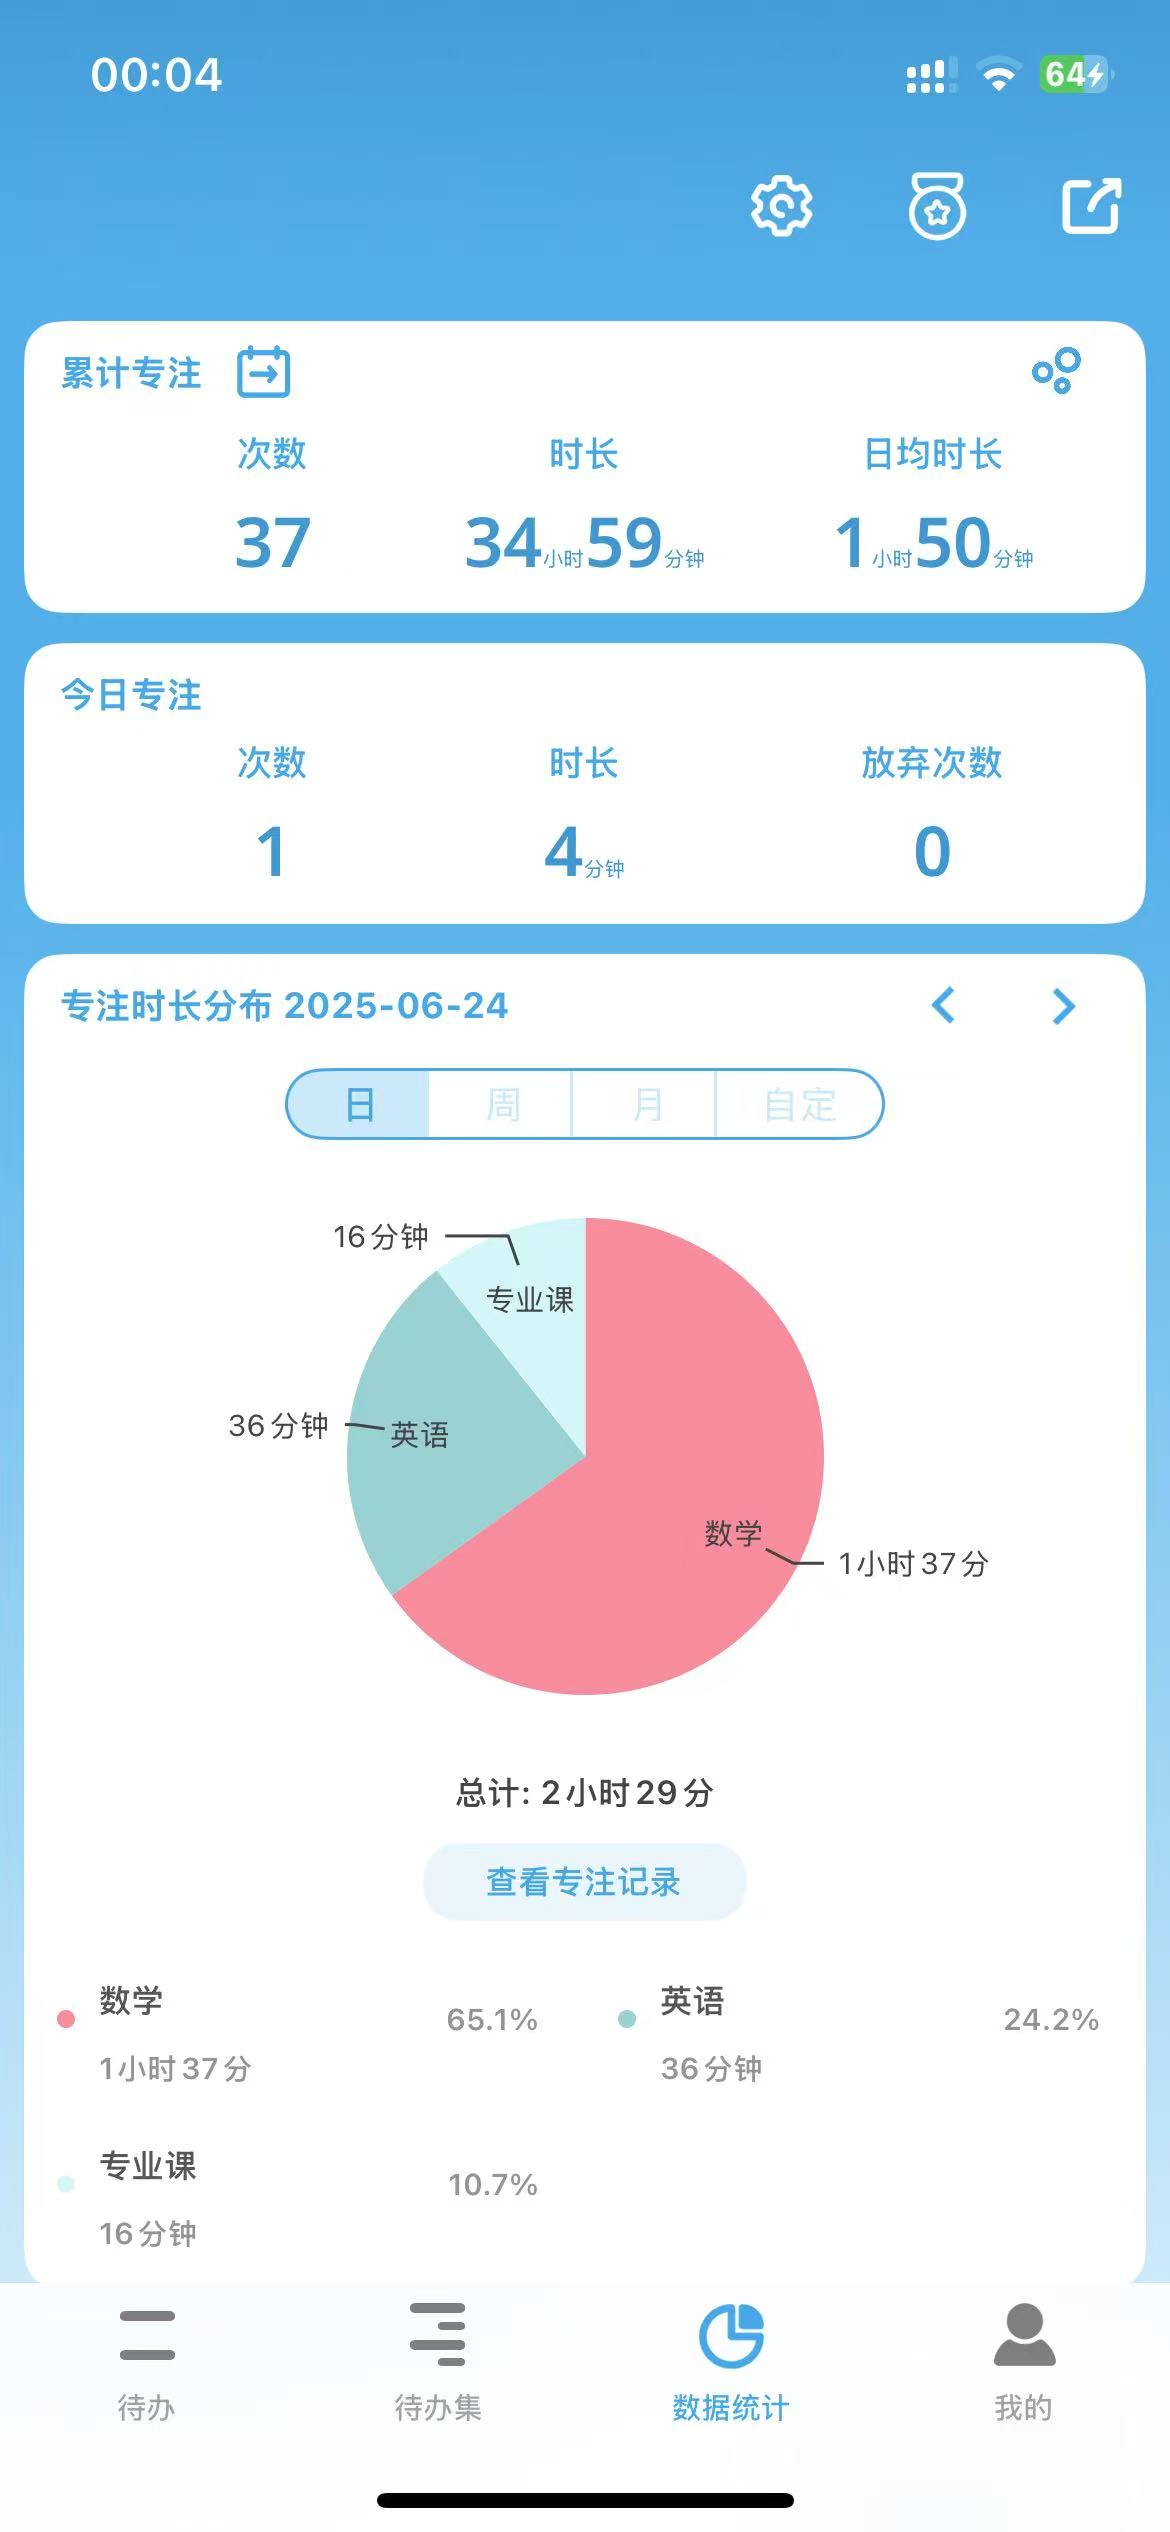 00:04
64
累计专注
次数 时长 日均时长
37 34小时59分钟 1小时50分钟
今日专注
次数 时长 放弃次数
1 4分钟 0
专注时长分布 2025-06-24
日 周 月 自定
16分钟
专业课
36分钟 英语
数学 1小时37分
总计: 2小时29分
查看专注记录
数学 65.1% 英语 24.2%
1小时37分 36分钟
专业课 10.7%
16分钟
待办 待办集 数据统计 我的